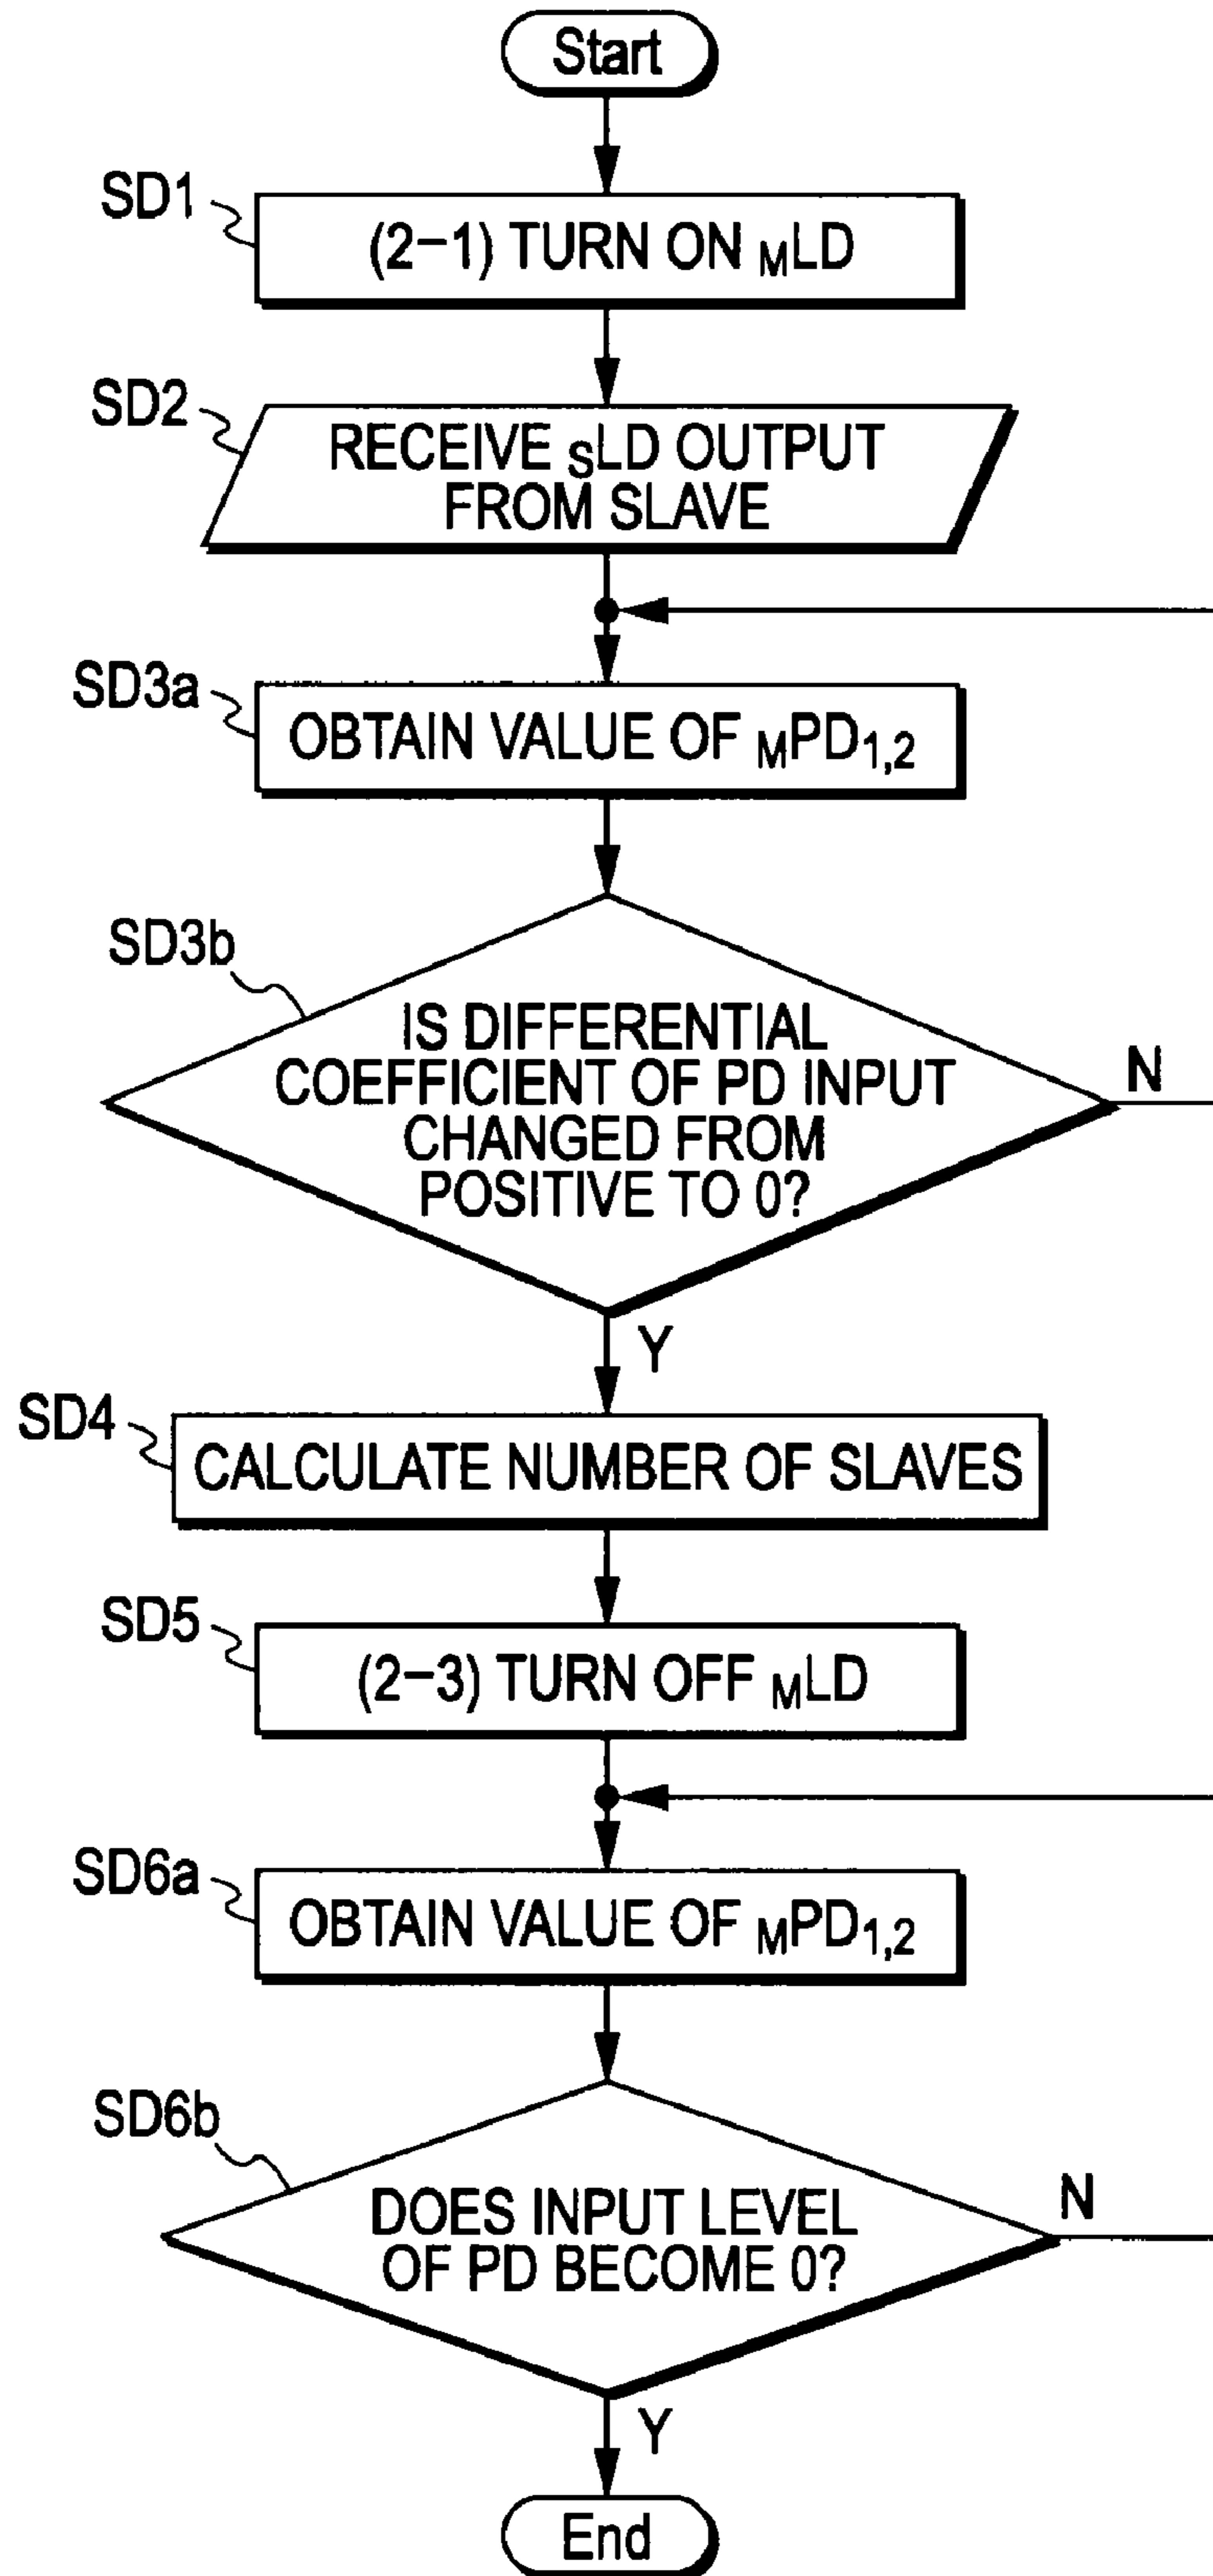 Start
SD1
(2-1) TURN ON MLD
SD2
RECEIVE SLD OUTPUT
FROM SLAVE
SD3a
OBTAIN VALUE OF MPD1,2
SD3b
IS DIFFERENTIAL
COEFFICIENT OF PD INPUT
CHANGED FROM
POSITIVE TO 0?
N
Y
SD4
CALCULATE NUMBER OF SLAVES
SD5
(2-3) TURN OFF MLD
SD6a
OBTAIN VALUE OF MPD1,2
SD6b
DOES INPUT LEVEL
OF PD BECOME 0?
N
Y
End